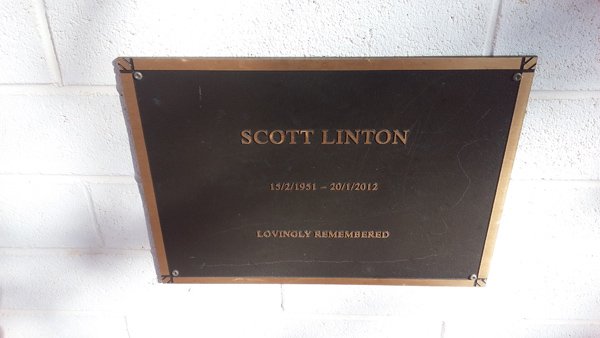 SCOTT LINTON
15/2/1951 – 20/1/2012
LOVINGLY REMEMBERED